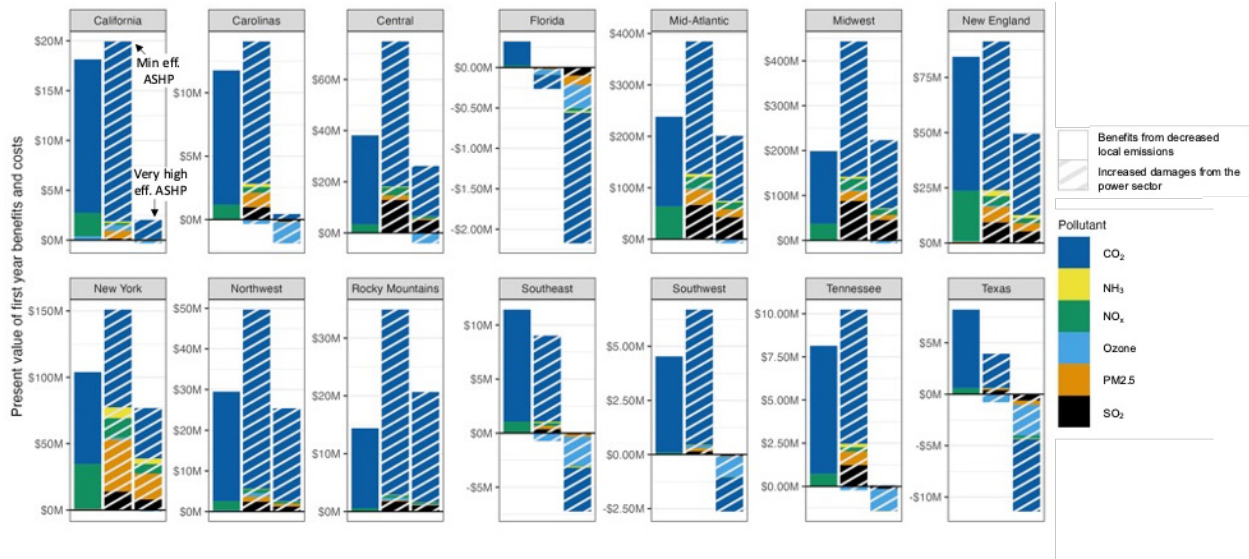 Present value of first year benefits and costs
California
$20M
$15M
$10M
$5M
$0M
Min eff.
ASHP
Very high
eff. ASHP
Carolinas
$10M
$5M
$0M
Central
$60M
$40M
$20M
$0M
Florida
$0.00M
-$0.50M
-$1.00M
-$1.50M
-$2.00M
Mid-Atlantic
$400M
$300M
$200M
$100M
$0M
Midwest
$400M
$300M
$200M
$100M
$0M
New England
$75M
$50M
$25M
$0M
New York
$150M
$100M
$50M
$0M
Northwest
$50M
$40M
$30M
$20M
$10M
$0M
Rocky Mountains
$30M
$20M
$10M
$0M
Southeast
$10M
$5M
$0M
-$5M
Southwest
$5.00M
$2.50M
$0.00M
-$2.50M
Tennessee
$10.00M
$7.50M
$5.00M
$2.50M
$0.00M
Texas
$5M
$0M
-$5M
-$10M
Benefits from decreased
local emissions
Increased damages from the
power sector
Pollutant
CO₂
NH₃
NOₓ
Ozone
PM2.5
SO₂